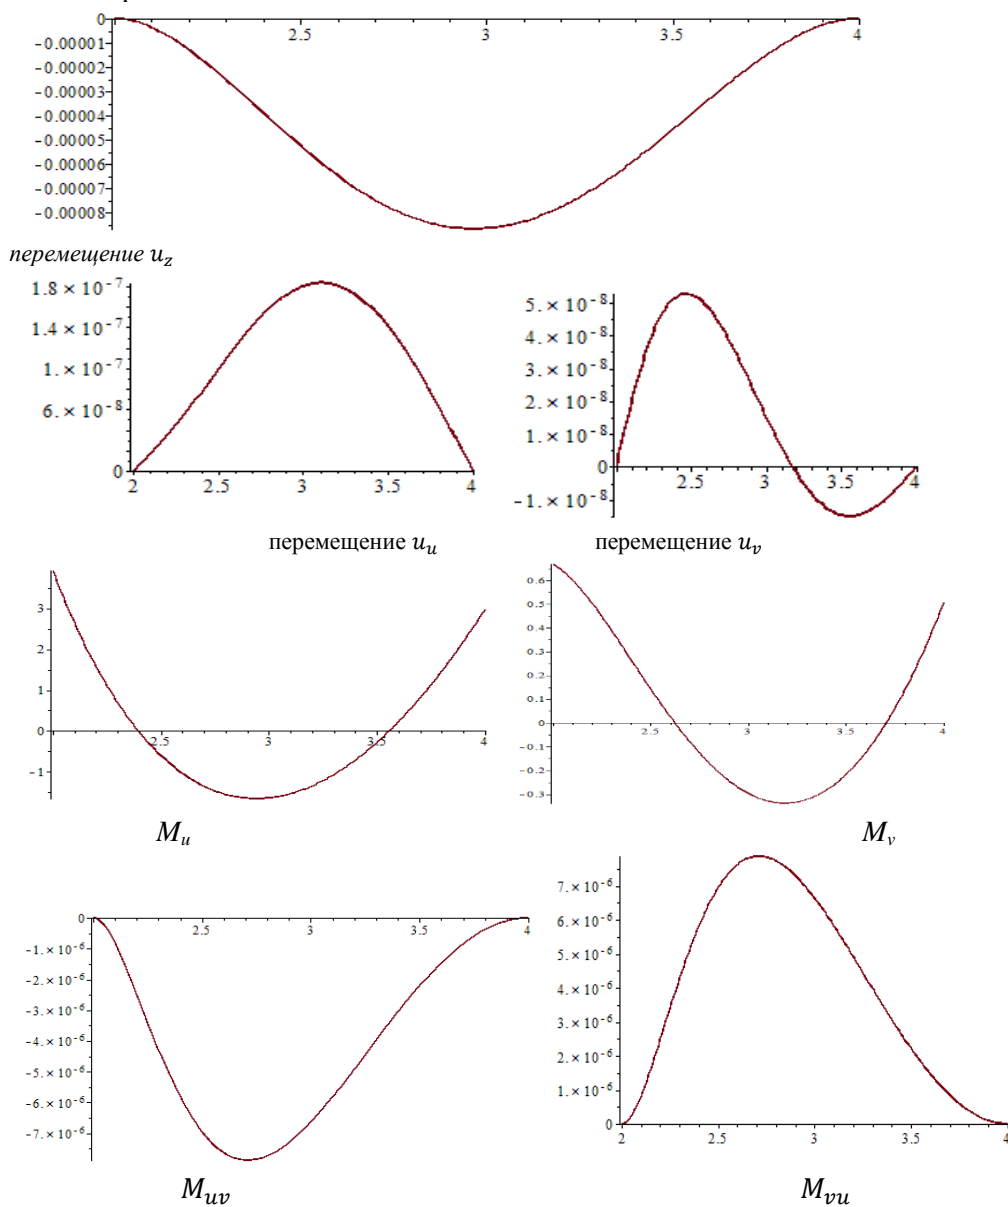 0
2.5
3
3.5
4
-0.00001
-0.00002
-0.00003
-0.00004
-0.00005
-0.00006
-0.00007
-0.00008
перемещение u_z
1.8 × 10⁻⁷
1.4 × 10⁻⁷
1. × 10⁻⁷
6. × 10⁻⁸
0
2
2.5
3
3.5
4
5. × 10⁻⁸
4. × 10⁻⁸
3. × 10⁻⁸
2. × 10⁻⁸
1. × 10⁻⁸
0
-1. × 10⁻⁸
2.5
3
3.5
4
перемещение u_u
перемещение u_v
3
2
1
0
-1
2.5
3
3.5
4
0.6
0.5
0.4
0.3
0.2
0.1
0
-0.1
-0.2
-0.3
2.5
3
3.5
4
M_u
M_v
0
-1. × 10⁻⁶
-2. × 10⁻⁶
-3. × 10⁻⁶
-4. × 10⁻⁶
-5. × 10⁻⁶
-6. × 10⁻⁶
-7. × 10⁻⁶
2.5
3
3.5
4
7. × 10⁻⁶
6. × 10⁻⁶
5. × 10⁻⁶
4. × 10⁻⁶
3. × 10⁻⁶
2. × 10⁻⁶
1. × 10⁻⁶
0
2
2.5
3
3.5
4
M_uv
M_vu